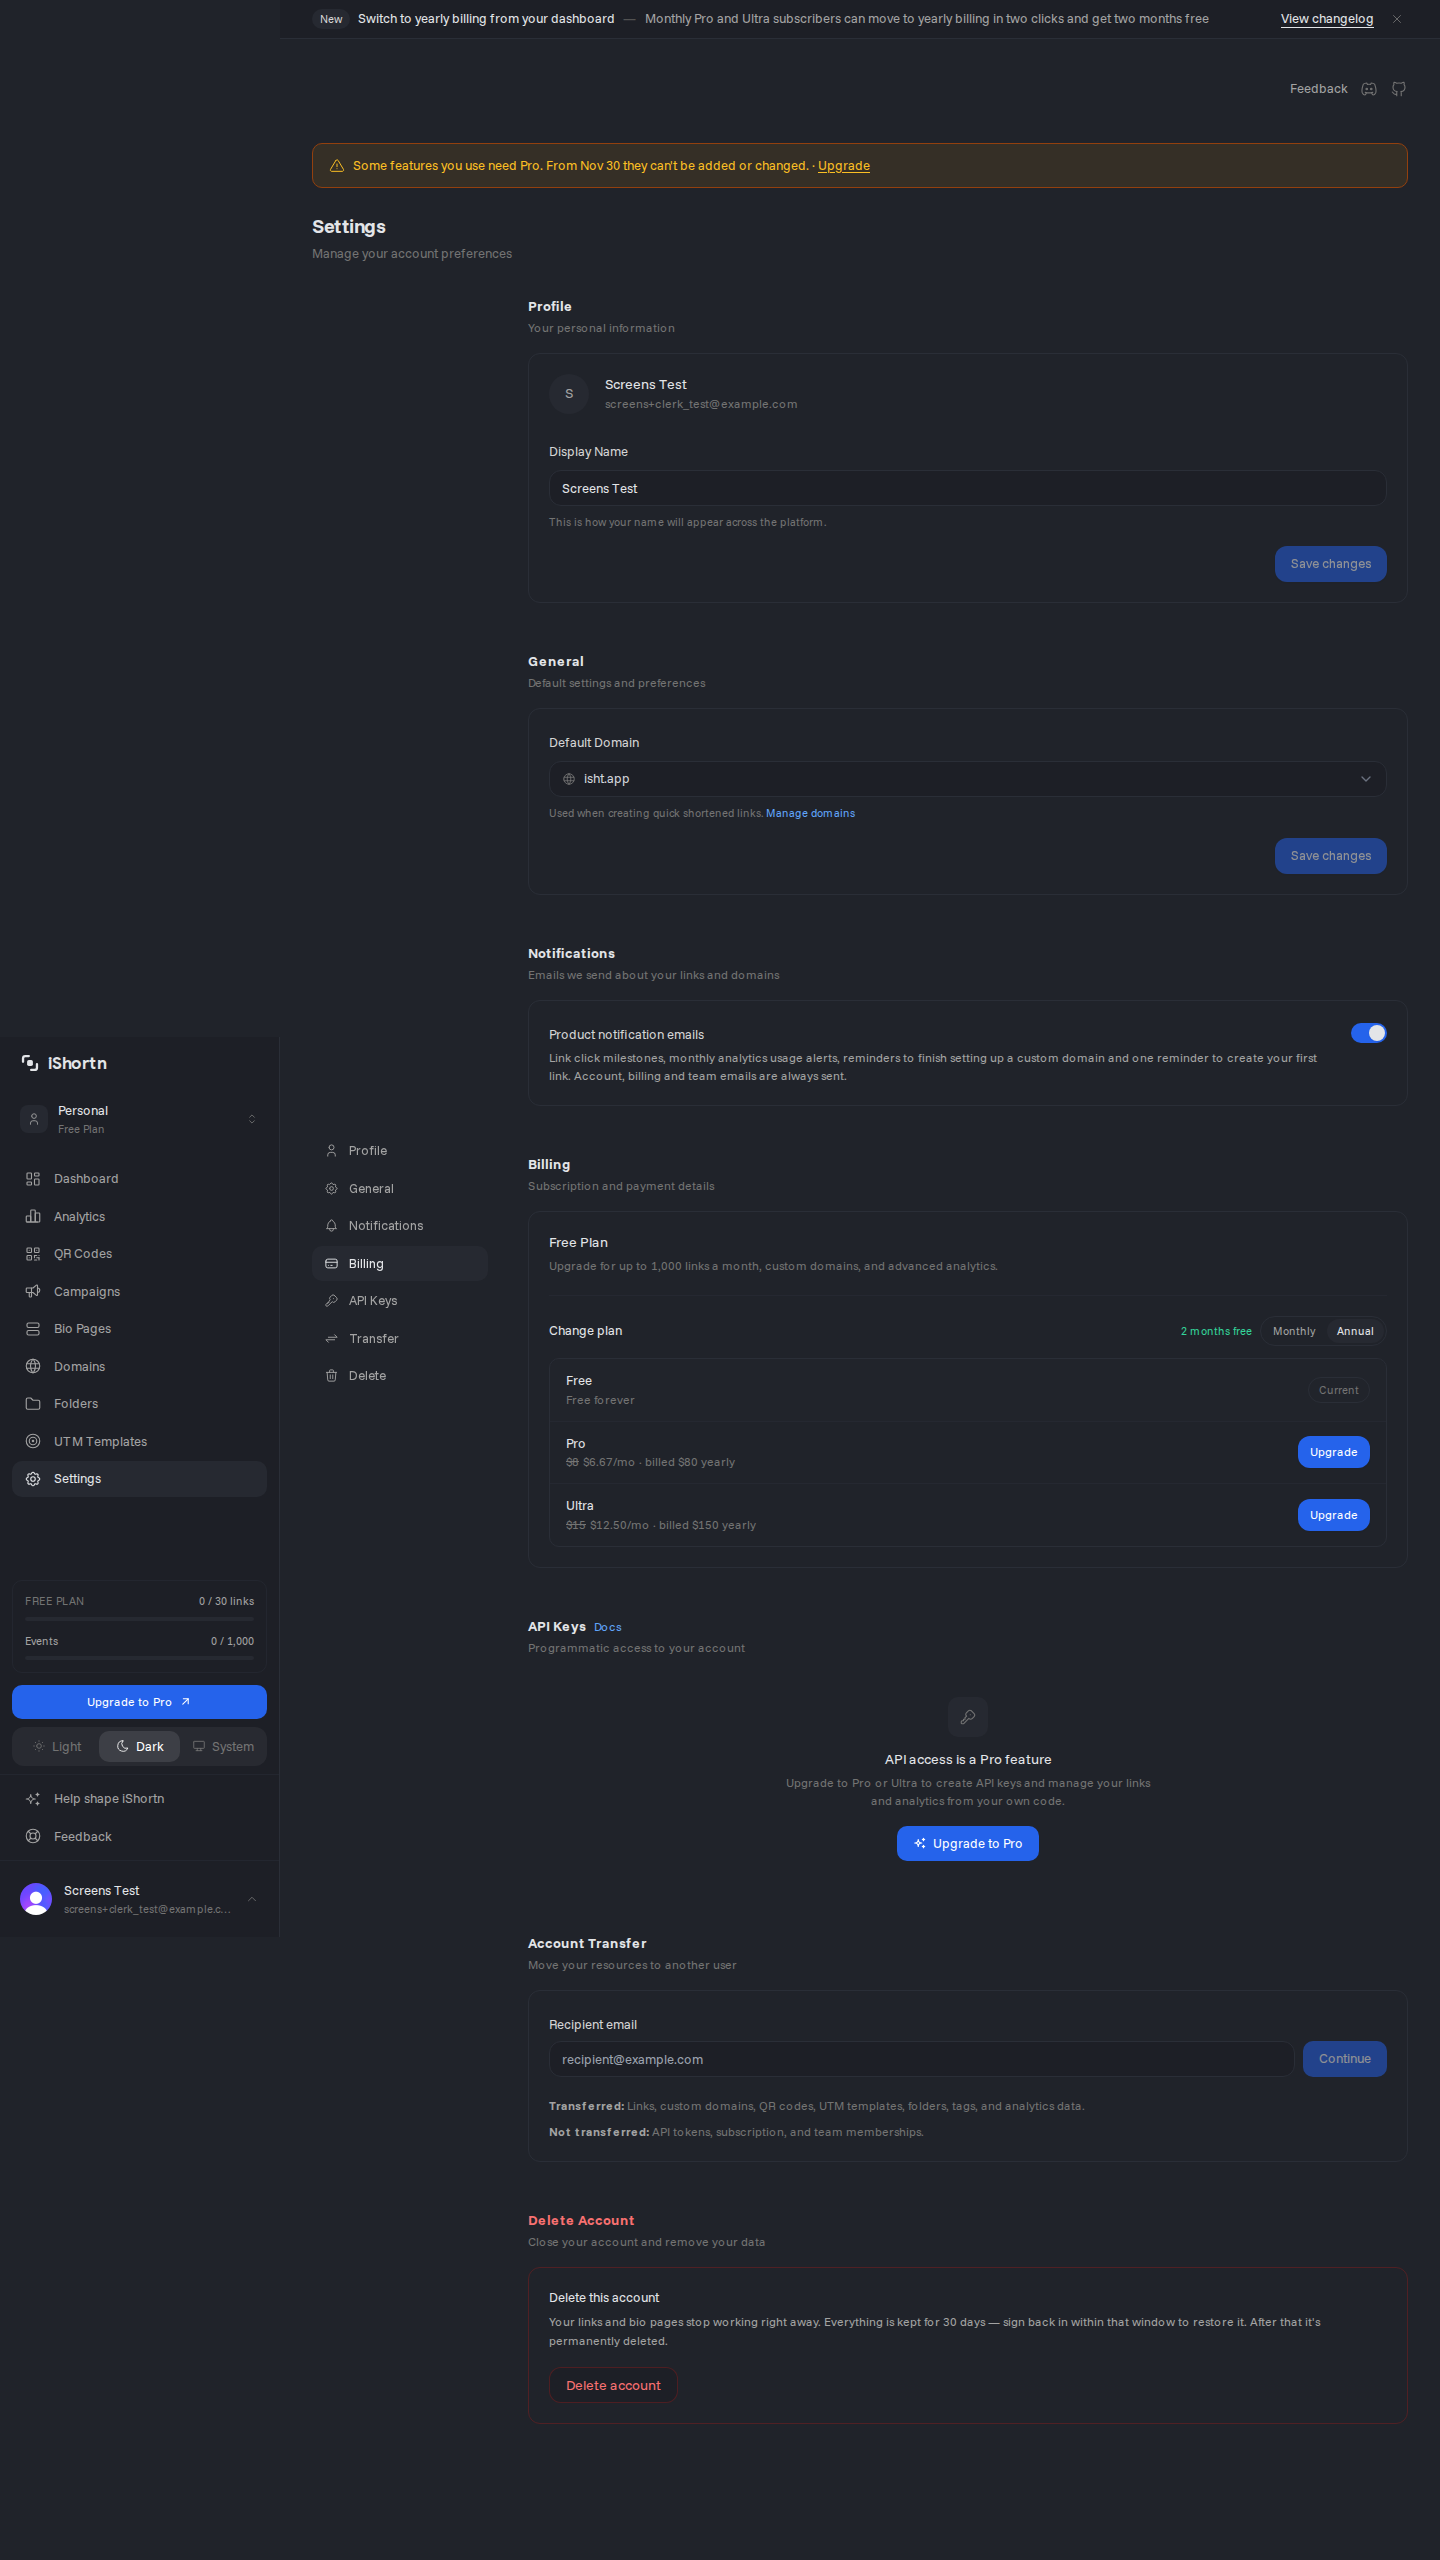 New Switch to yearly billing from your dashboard — Monthly Pro and Ultra subscribers can move to yearly billing in two clicks and get two months free View changelog
Feedback
Some features you use need Pro. From Nov 30 they can't be added or changed. · Upgrade
Settings
Manage your account preferences
Profile
Your personal information
S
Screens Test
screens+clerk_test@example.com
Display Name
Screens Test
This is how your name will appear across the platform.
Save changes
General
Default settings and preferences
Default Domain
isht.app
Used when creating quick shortened links. Manage domains
Save changes
Notifications
Emails we send about your links and domains
Product notification emails
Link click milestones, monthly analytics usage alerts, reminders to finish setting up a custom domain and one reminder to create your first
link. Account, billing and team emails are always sent.
iShortn
Personal
Free Plan
Dashboard
Analytics
QR Codes
Campaigns
Bio Pages
Domains
Folders
UTM Templates
Settings
FREE PLAN 0 / 30 links
Events 0 / 1,000
Upgrade to Pro
Light Dark System
Help shape iShortn
Feedback
Screens Test
screens+clerk_test@example.c...
Profile
General
Notifications
Billing
API Keys
Transfer
Delete
Billing
Subscription and payment details
Free Plan
Upgrade for up to 1,000 links a month, custom domains, and advanced analytics.
Change plan 2 months free Monthly Annual
Free
Free forever
Current
Pro
$8 $6.67/mo · billed $80 yearly
Upgrade
Ultra
$15 $12.50/mo · billed $150 yearly
Upgrade
API Keys Docs
Programmatic access to your account
API access is a Pro feature
Upgrade to Pro or Ultra to create API keys and manage your links
and analytics from your own code.
Upgrade to Pro
Account Transfer
Move your resources to another user
Recipient email
recipient@example.com
Continue
Transferred: Links, custom domains, QR codes, UTM templates, folders, tags, and analytics data.
Not transferred: API tokens, subscription, and team memberships.
Delete Account
Close your account and remove your data
Delete this account
Your links and bio pages stop working right away. Everything is kept for 30 days — sign back in within that window to restore it. After that it's
permanently deleted.
Delete account